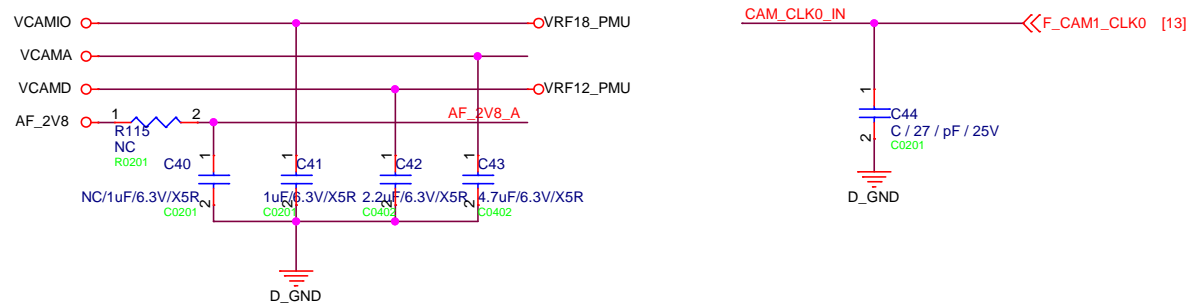 VCAMIO
VRF18_PMU
VCAMA
VCAMD
VRF12_PMU
AF_2V8
1
2
AF_2V8_A
R115
NC
R0201
1
1
1
1
C40
C41
C42
C43
NC/1uF/6.3V/X5R
1uF/6.3V/X5R
2.2uF/6.3V/X5R
4.7uF/6.3V/X5R
2
2
2
2
C0201
C0201
C0402
C0402
D_GND
CAM_CLK0_IN
F_CAM1_CLK0 [13]
1
C44
C / 27 / pF / 25V
2
C0201
D_GND